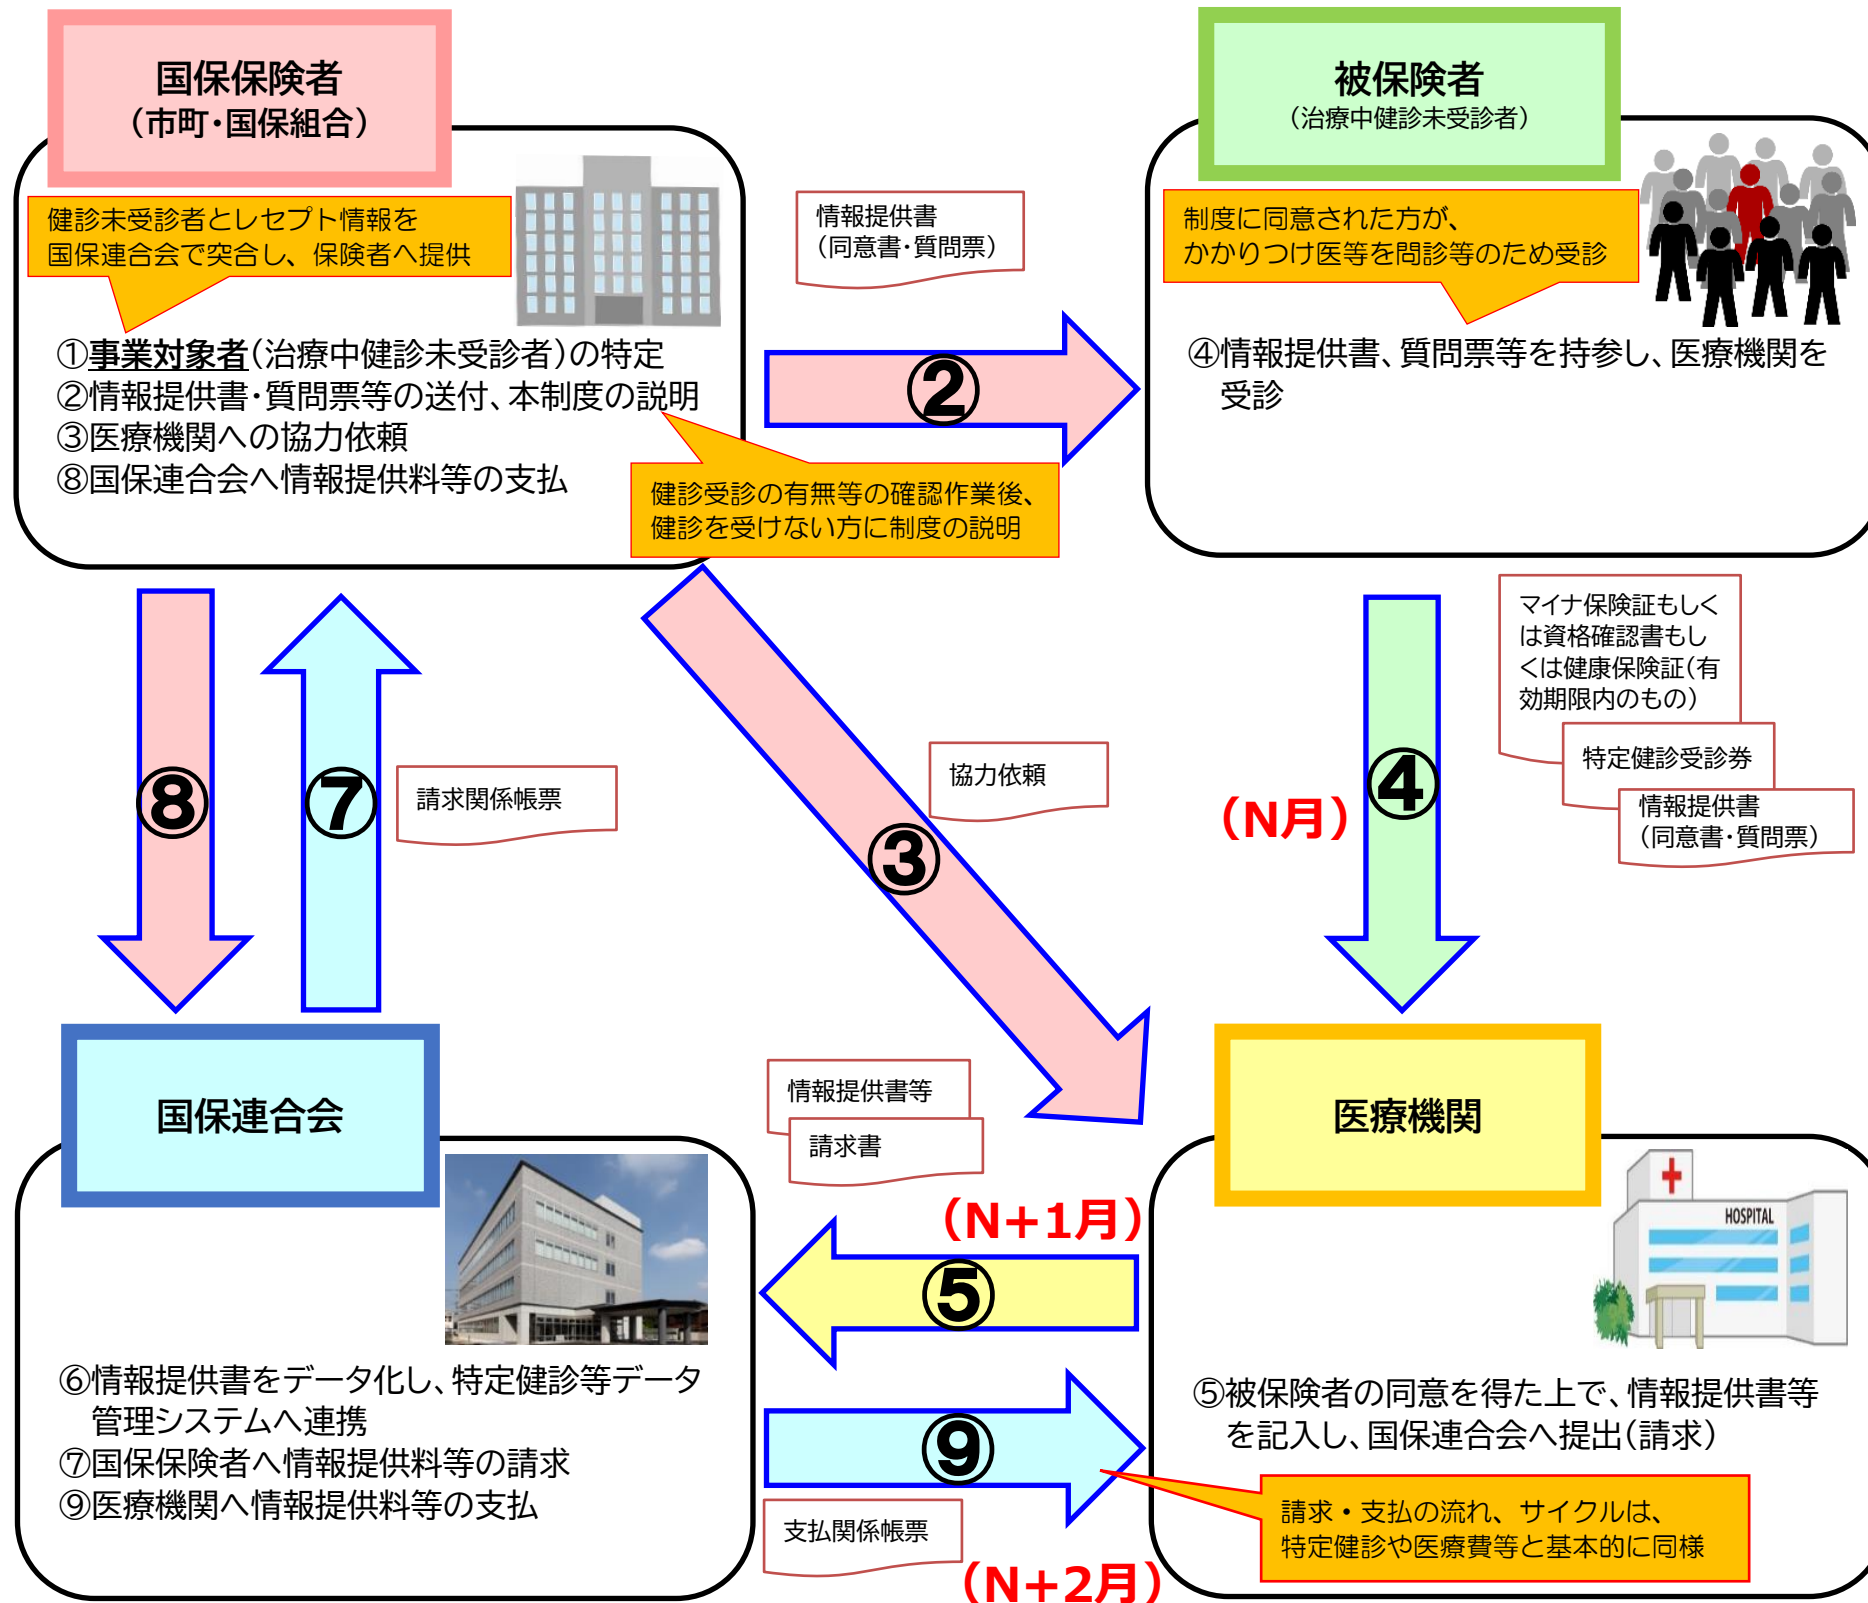 国保保険者
（市町・国保組合）
健診未受診者とレセプト情報を
国保連合会で突合し、保険者へ提供
①事業対象者（治療中健診未受診者）の特定
②情報提供書・質問票等の送付、本制度の説明
③医療機関への協力依頼
⑧国保連合会へ情報提供料等の支払
健診受診の有無等の確認作業後、
健診を受けない方に制度の説明
情報提供書
（同意書・質問票）
②
被保険者
（治療中健診未受診者）
制度に同意された方が、
かかりつけ医等を問診等のため受診
④情報提供書、質問票等を持参し、医療機関を
受診
⑧
⑦
請求関係帳票
協力依頼
③
（N月）
④
マイナ保険証もしく
は資格確認書もし
くは健康保険証（有
効期限内のもの）
特定健診受診券
情報提供書
（同意書・質問票）
国保連合会
⑥情報提供書をデータ化し、特定健診等データ
管理システムへ連携
⑦国保保険者へ情報提供料等の請求
⑨医療機関へ情報提供料等の支払
情報提供書等
請求書
（N+1月）
⑤
⑨
支払関係帳票
（N+2月）
医療機関
HOSPITAL
⑤被保険者の同意を得た上で、情報提供書等
を記入し、国保連合会へ提出（請求）
請求・支払の流れ、サイクルは、
特定健診や医療費等と基本的に同様